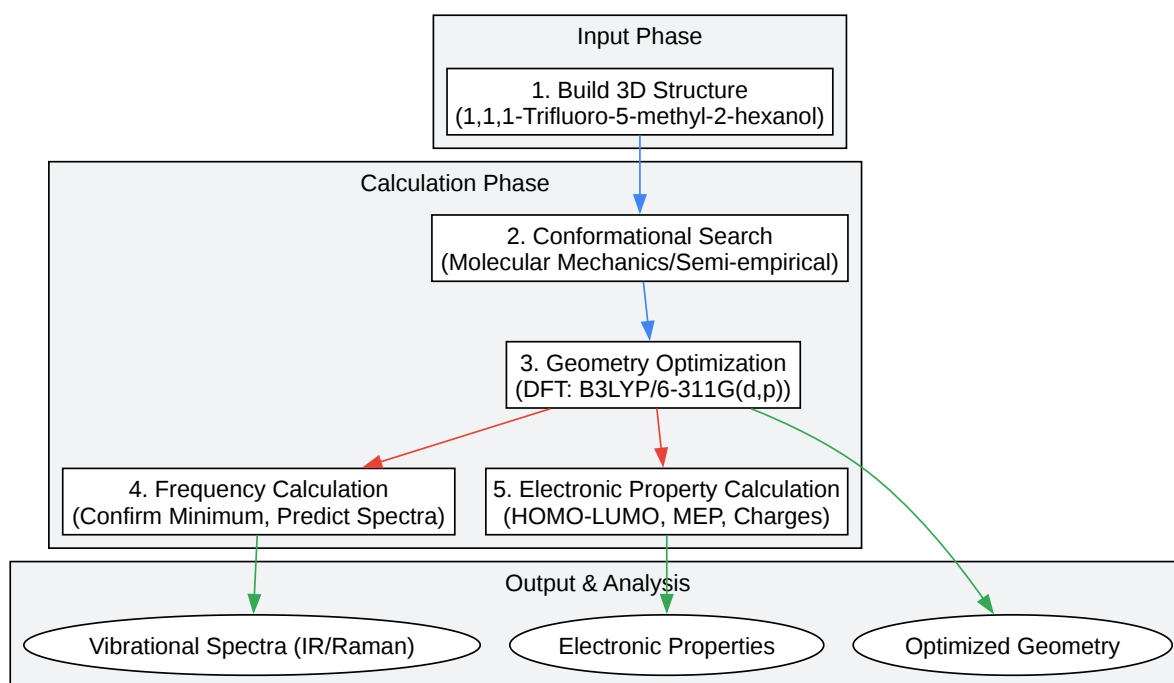 Input Phase
1. Build 3D Structure
(1,1,1-Trifluoro-5-methyl-2-hexanol)
Calculation Phase
2. Conformational Search
(Molecular Mechanics/Semi-empirical)
3. Geometry Optimization
(DFT: B3LYP/6-311G(d,p))
4. Frequency Calculation
(Confirm Minimum, Predict Spectra)
5. Electronic Property Calculation
(HOMO-LUMO, MEP, Charges)
Output & Analysis
Vibrational Spectra (IR/Raman)
Electronic Properties
Optimized Geometry